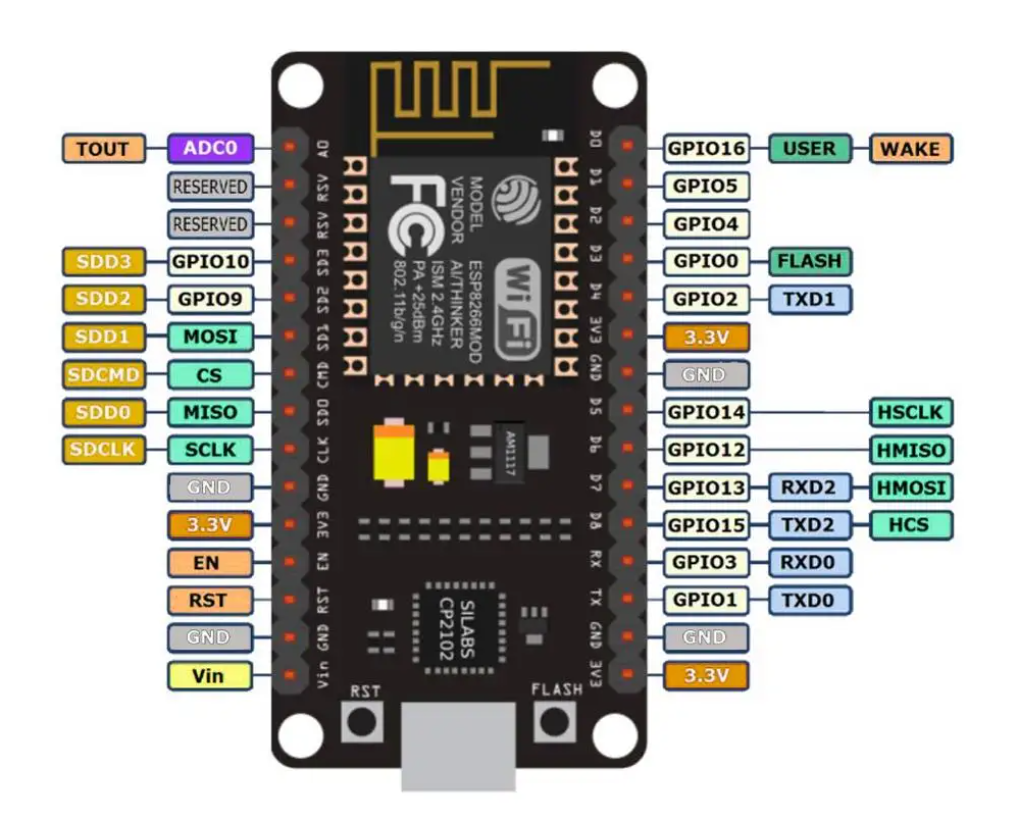 TOUT ADC0 A0 D0 GPIO16 USER WAKE
RESERVED RSV D1 GPIO5
RESERVED RSV D2 GPIO4
SDD3 GPIO10 SD3 D3 GPIO0 FLASH
SDD2 GPIO9 SD2 D4 GPIO2 TXD1
SDD1 MOSI SD1 3V3 3.3V
SDCMD CS CMD GND GND
SDD0 MISO SD0 D5 GPIO14 HSCLK
SDCLK SCLK CLK D6 GPIO12 HMISO
GND GND D7 GPIO13 RXD2 HMOSI
3.3V 3V3 D8 GPIO15 TXD2 HCS
EN EN RX GPIO3 RXD0
RST RST TX GPIO1 TXD0
GND GND GND GND
Vin Vin 3V3 3.3V
FC
MODEL
VENDOR
ESP8266MOD
AI/THINKER
ISM 2.4GHz
PA +25dBm
802.11b/g/n
Wi Fi
AM1117
SILABS
CP2102
RST
FLASH